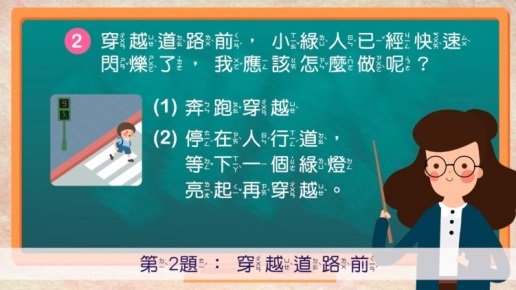 2 穿越道路前，小綠人已經快速
閃爍了，我應該怎麼做呢？
(1) 奔跑穿越
(2) 停在人行道，
等下一個綠燈
亮起再穿越。
第2題：穿越道路前